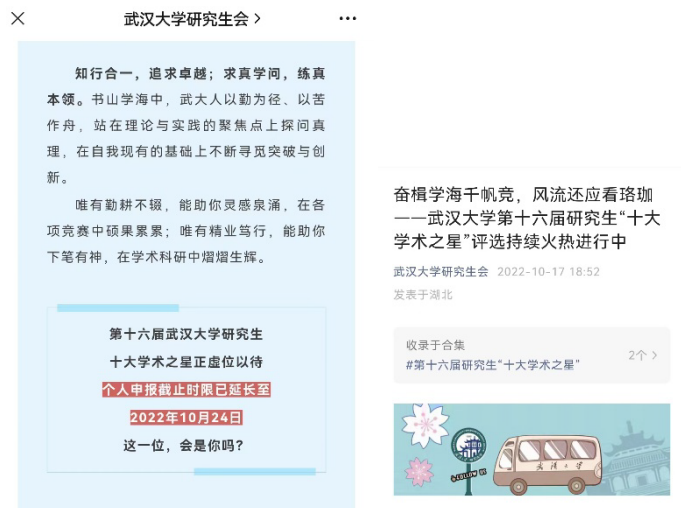 武汉大学研究生会
知行合一，追求卓越；求真学问，练真
本领。书山学海中，武大人以勤为径、以苦
作舟，站在理论与实践的聚焦点上探问真
理，在自我现有的基础上不断寻觅突破与创
新。
唯有勤耕不辍，能助你灵感泉涌，在各
项竞赛中硕果累累；唯有精业笃行，能助你
下笔有神，在学术科研中熠熠生辉。
第十六届武汉大学研究生
十大学术之星正虚位以待
个人申报截止时限已延长至
2022年10月24日
这一位，会是你吗？
奋楫学海千帆竞，风流还应看珞珈
——武汉大学第十六届研究生“十大
学术之星”评选持续火热进行中
武汉大学研究生会 2022-10-17 18:52
发表于湖北
收录于合集
#第十六届研究生“十大学术之星”
2个
FOLLOW US
武漢大学